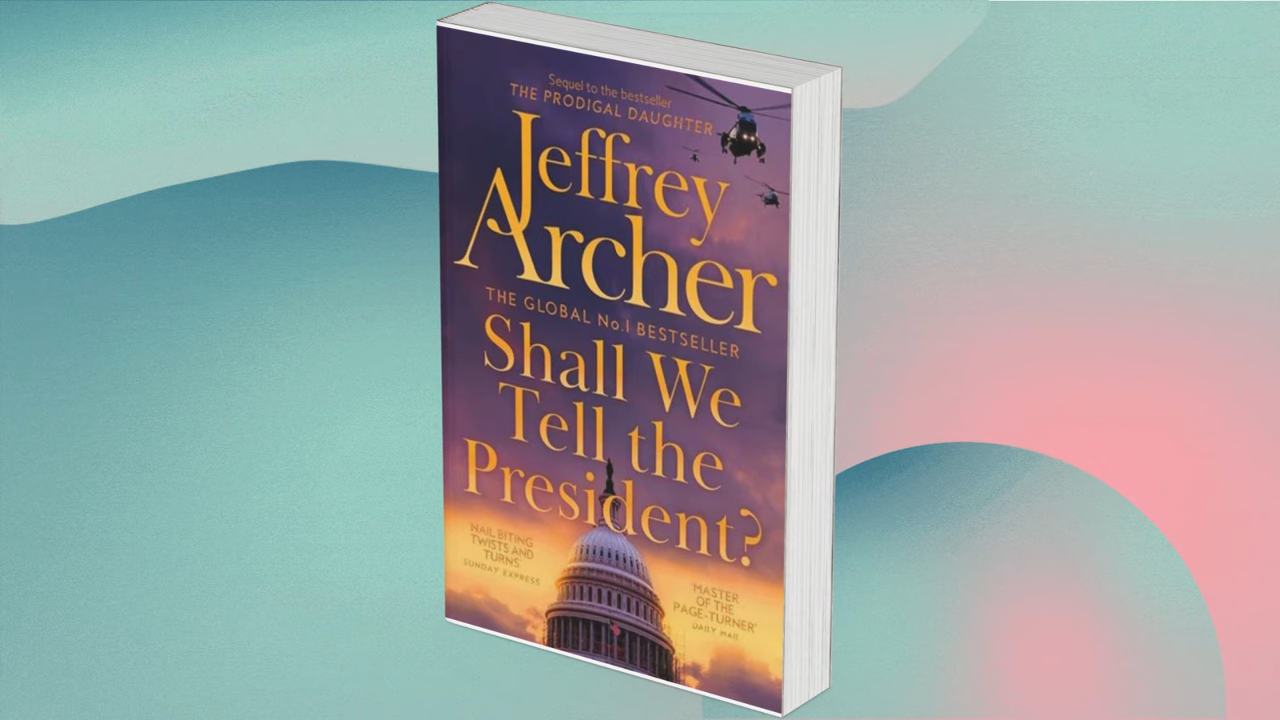 Sequel to the bestseller
THE PRODIGAL DAUGHTER
Jeffrey
Archer
THE GLOBAL No.1 BESTSELLER
Shall We
Tell the
President?
'NAIL BITING
TWISTS AND
TURNS'
SUNDAY EXPRESS
'MASTER
OF THE
PAGE-TURNER'
DAILY MAIL